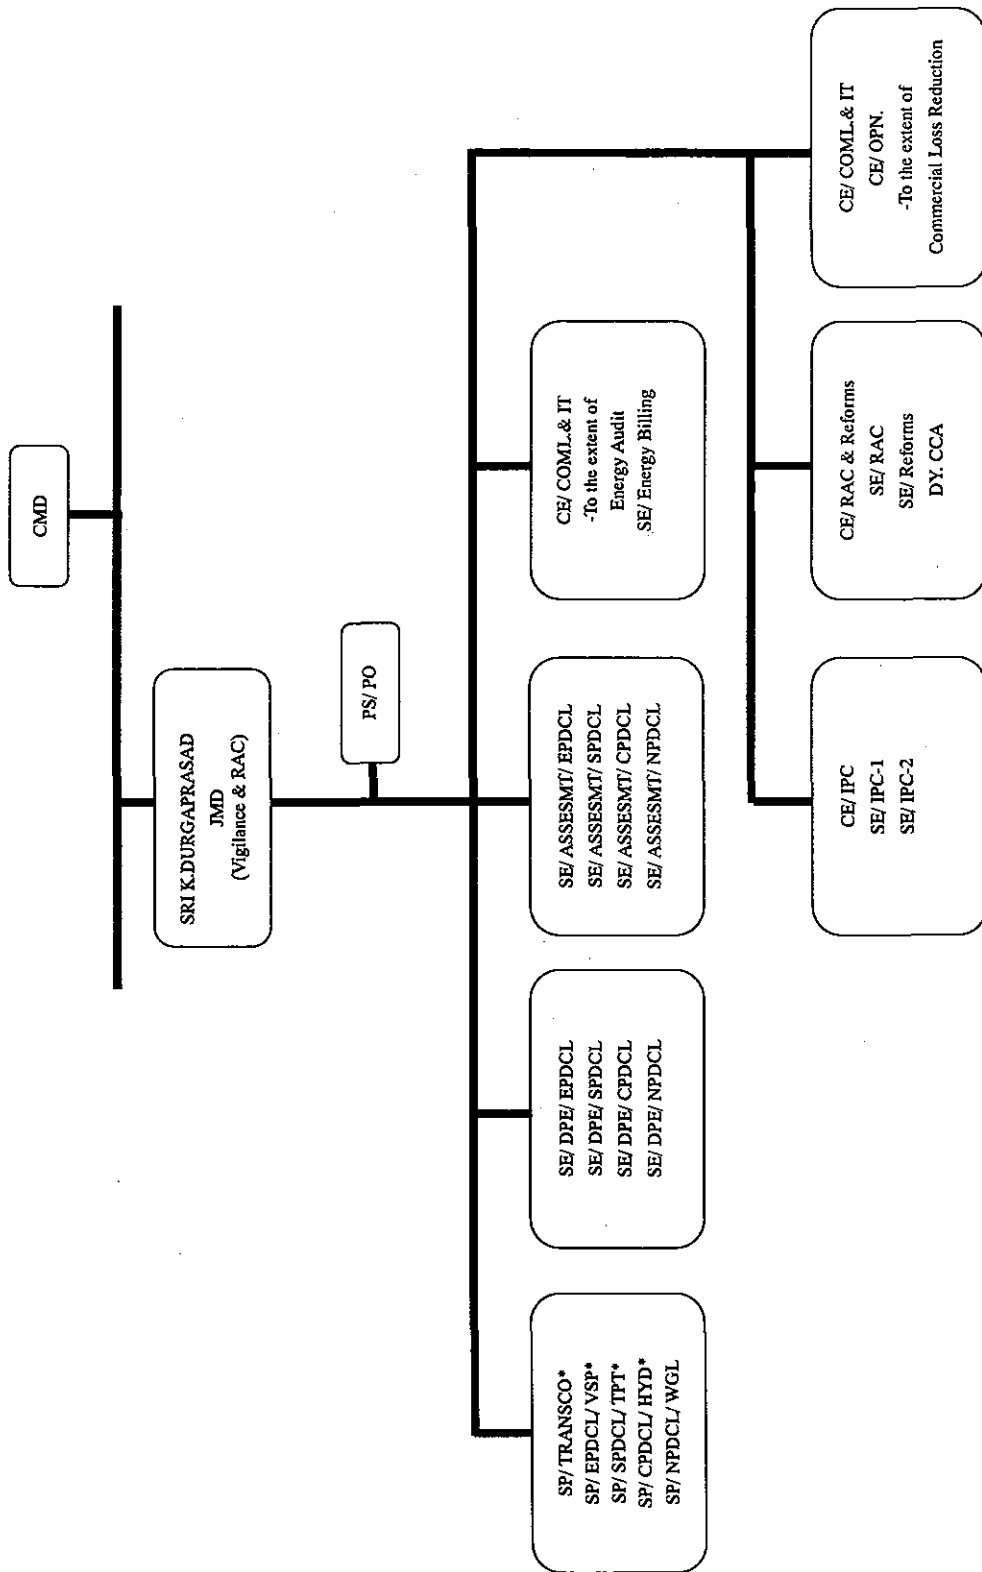 CMD
SRI K.DURGAPRASAD
JMD
(Vigilance & RAC)
PS/ PO
SP/ TRANSCO*
SP/ EPDCL/ VSP*
SP/ SPDCL/ TPT*
SP/ CPDCL/ HYD*
SP/ NPDCL/ WGL
SE/ DPE/ EPDCL
SE/ DPE/ SPDCL
SE/ DPE/ CPDCL
SE/ DPE/ NPDCL
SE/ ASSESMT/ EPDCL
SE/ ASSESMT/ SPDCL
SE/ ASSESMT/ CPDCL
SE/ ASSESMT/ NPDCL
CE/ COML.& IT
-To the extent of
Energy Audit
SE/ Energy Billing
CE/ IPC
SE/ IPC-1
SE/ IPC-2
CE/ RAC & Reforms
SE/ RAC
SE/ Reforms
DY. CCA
CE/ COML.& IT
CE/ OPN.
-To the extent of
Commercial Loss Reduction